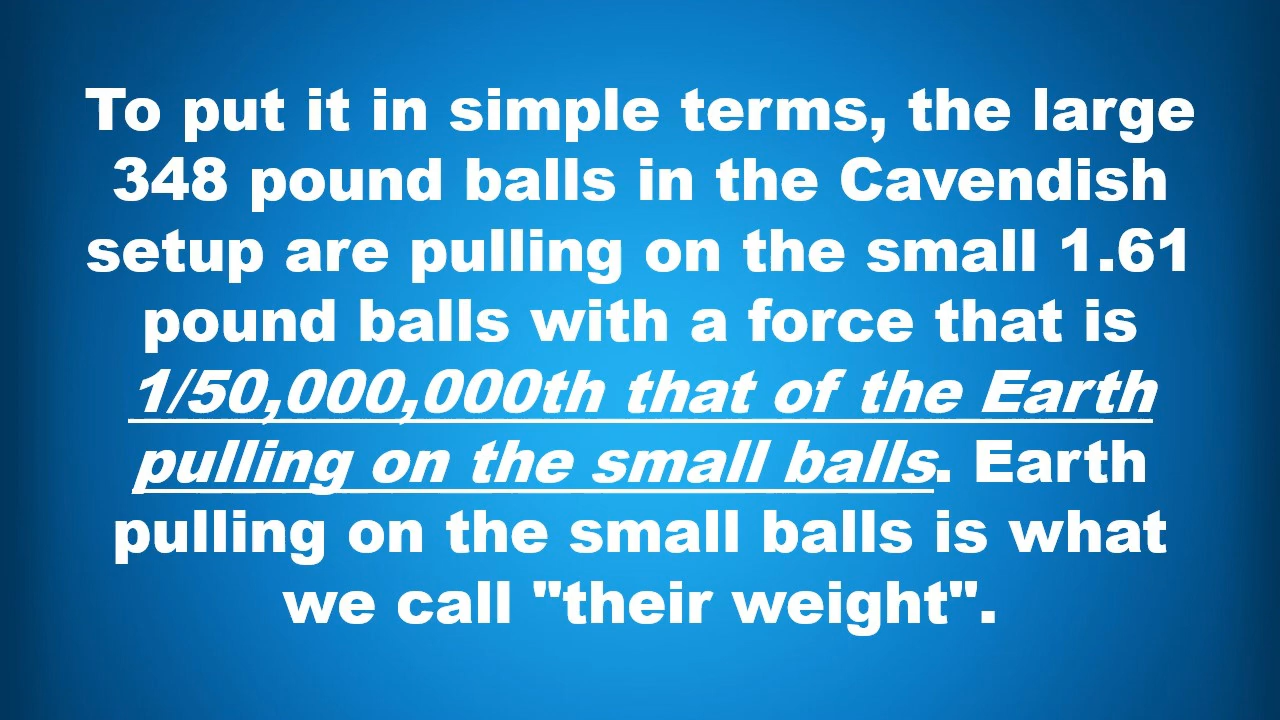 To put it in simple terms, the large
348 pound balls in the Cavendish
setup are pulling on the small 1.61
pound balls with a force that is
1/50,000,000th that of the Earth
pulling on the small balls. Earth
pulling on the small balls is what
we call "their weight".